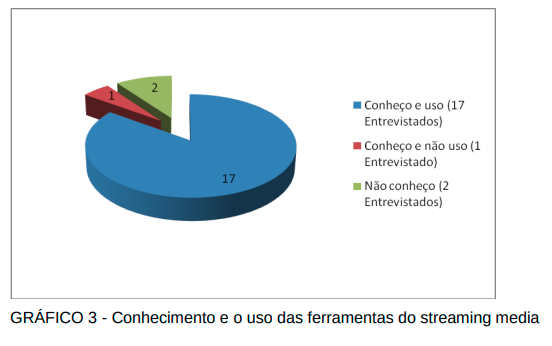 1
2
17
Conheço e uso (17
Entrevistados)
Conheço e não uso (1
Entrevistado)
Não conheço (2
Entrevistados)
GRÁFICO 3 - Conhecimento e o uso das ferramentas do streaming media